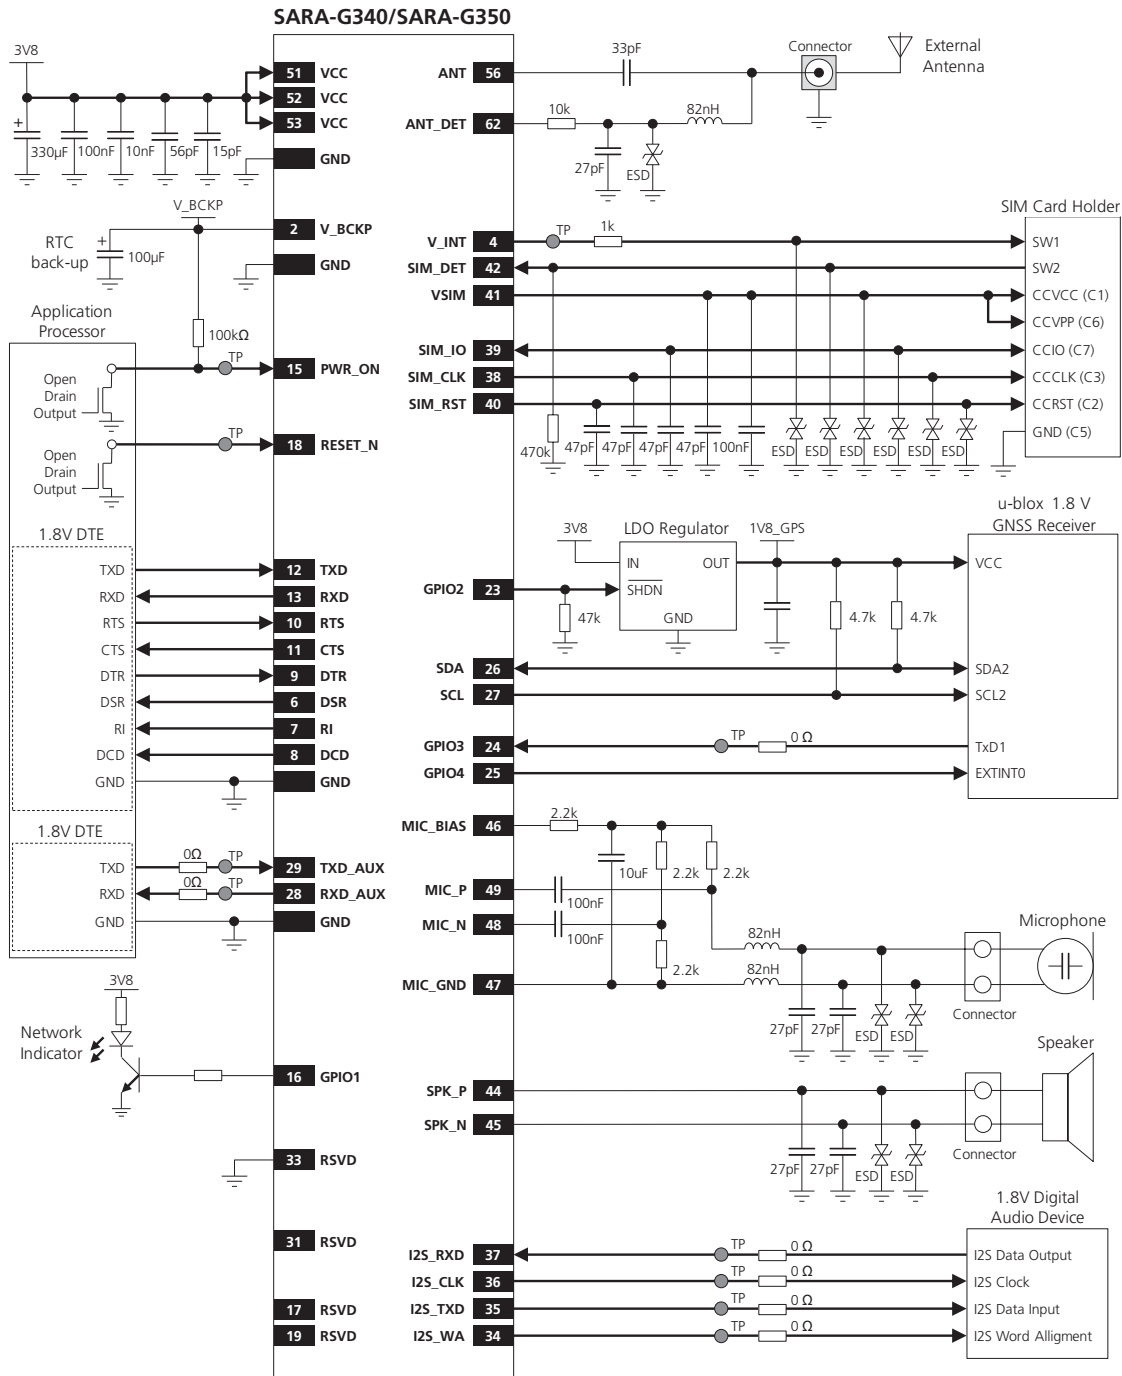 SARA-G340/SARA-G350
3V8
51 VCC
52 VCC
53 VCC
GND
+
330µF 100nF 10nF 56pF 15pF
V_BCKP
2 V_BCKP
GND
RTC
back-up
+
100µF
Application
Processor
100kΩ
TP
15 PWR_ON
Open
Drain
Output
TP
18 RESET_N
Open
Drain
Output
1.8V DTE
TXD 12 TXD
RXD 13 RXD
RTS 10 RTS
CTS 11 CTS
DTR 9 DTR
DSR 6 DSR
RI 7 RI
DCD 8 DCD
GND GND
1.8V DTE
TXD 0Ω TP 29 TXD_AUX
RXD 0Ω TP 28 RXD_AUX
GND GND
3V8
Network
Indicator
16 GPIO1
33 RSVD
31 RSVD
17 RSVD
19 RSVD
ANT 56
33pF
Connector
External
Antenna
ANT_DET 62
10k
82nH
27pF
ESD
SIM Card Holder
V_INT 4 TP 1k SW1
SIM_DET 42 SW2
VSIM 41 CCVCC (C1)
CCVPP (C6)
SIM_IO 39 CCIO (C7)
SIM_CLK 38 CCCLK (C3)
SIM_RST 40 CCRST (C2)
GND (C5)
470k 47pF 47pF 47pF 47pF 100nF ESD ESD ESD ESD ESD ESD
u-blox 1.8 V
GNSS Receiver
3V8
LDO Regulator
1V8_GPS
IN OUT
VCC
GPIO2 23
SHDN
GND
47k
4.7k 4.7k
SDA 26 SDA2
SCL 27 SCL2
GPIO3 24 TP 0 Ω TxD1
GPIO4 25 EXTINT0
MIC_BIAS 46
2.2k
10uF 2.2k 2.2k
MIC_P 49
100nF
MIC_N 48
100nF
2.2k
82nH
82nH
MIC_GND 47
Microphone
Connector
27pF 27pF ESD ESD
Speaker
SPK_P 44
SPK_N 45
Connector
27pF 27pF ESD ESD
1.8V Digital
Audio Device
I2S_RXD 37 TP 0 Ω I2S Data Output
I2S_CLK 36 TP 0 Ω I2S Clock
I2S_TXD 35 TP 0 Ω I2S Data Input
I2S_WA 34 TP 0 Ω I2S Word Alligment